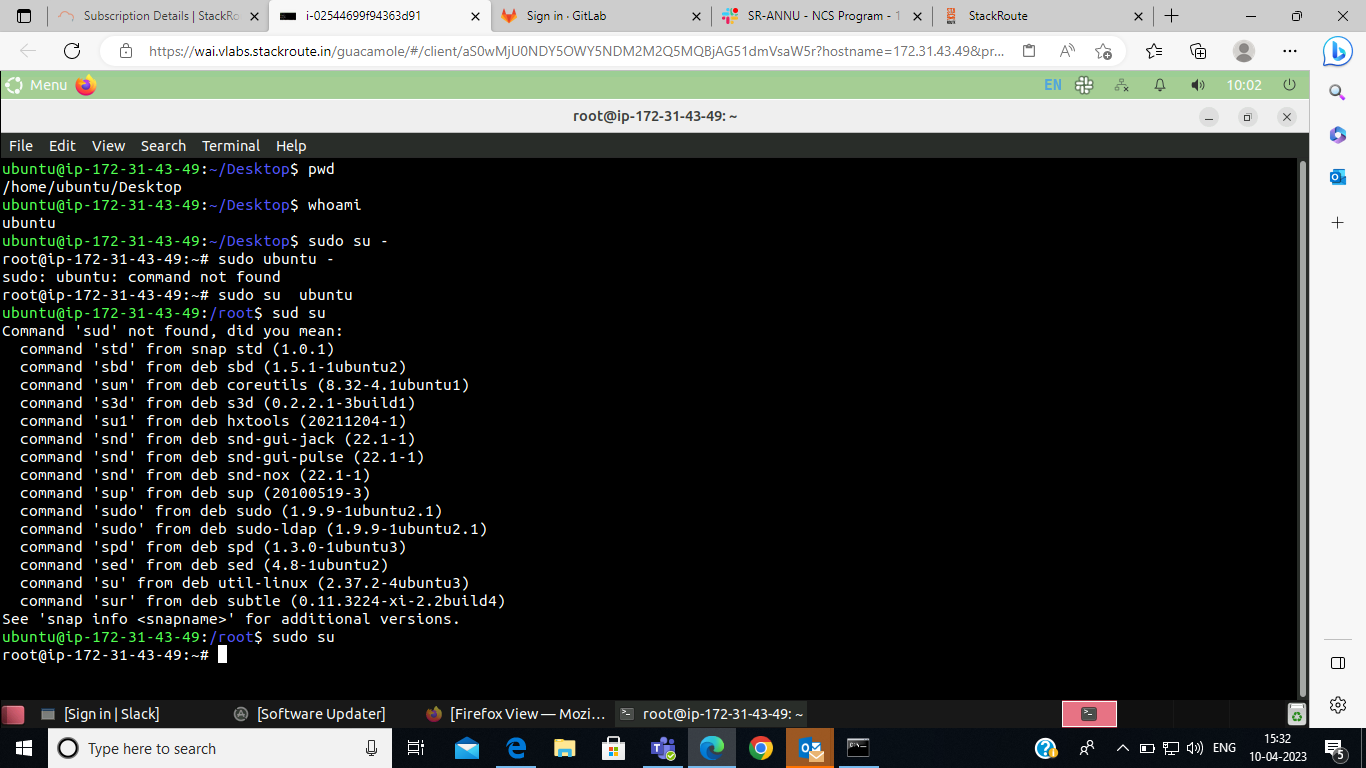 Subscription Details | StackRo
i-02544699f94363d91
Sign in · GitLab
SR-ANNU - NCS Program - 1
StackRoute
https://wai.vlabs.stackroute.in/guacamole/#/client/aS0wMjU0NDY5OWY5NDM2M2Q5MQBjAG51dmVsaW5r?hostname=172.31.43.49&pr...
Menu
EN
10:02
root@ip-172-31-43-49: ~
File Edit View Search Terminal Help
ubuntu@ip-172-31-43-49:~/Desktop$ pwd
/home/ubuntu/Desktop
ubuntu@ip-172-31-43-49:~/Desktop$ whoami
ubuntu
ubuntu@ip-172-31-43-49:~/Desktop$ sudo su -
root@ip-172-31-43-49:~# sudo ubuntu -
sudo: ubuntu: command not found
root@ip-172-31-43-49:~# sudo su  ubuntu
ubuntu@ip-172-31-43-49:/root$ sud su
Command 'sud' not found, did you mean:
  command 'std' from snap std (1.0.1)
  command 'sbd' from deb sbd (1.5.1-1ubuntu2)
  command 'sum' from deb coreutils (8.32-4.1ubuntu1)
  command 's3d' from deb s3d (0.2.2.1-3build1)
  command 'su1' from deb hxtools (20211204-1)
  command 'snd' from deb snd-gui-jack (22.1-1)
  command 'snd' from deb snd-gui-pulse (22.1-1)
  command 'snd' from deb snd-nox (22.1-1)
  command 'sup' from deb sup (20100519-3)
  command 'sudo' from deb sudo (1.9.9-1ubuntu2.1)
  command 'sudo' from deb sudo-ldap (1.9.9-1ubuntu2.1)
  command 'spd' from deb spd (1.3.0-1ubuntu3)
  command 'sed' from deb sed (4.8-1ubuntu2)
  command 'su' from deb util-linux (2.37.2-4ubuntu3)
  command 'sur' from deb subtle (0.11.3224-xi-2.2build4)
See 'snap info <snapname>' for additional versions.
ubuntu@ip-172-31-43-49:/root$ sudo su
root@ip-172-31-43-49:~#
[Sign in | Slack]
[Software Updater]
[Firefox View — Mozi...
root@ip-172-31-43-49: ~
Type here to search
ENG
15:32
10-04-2023
5